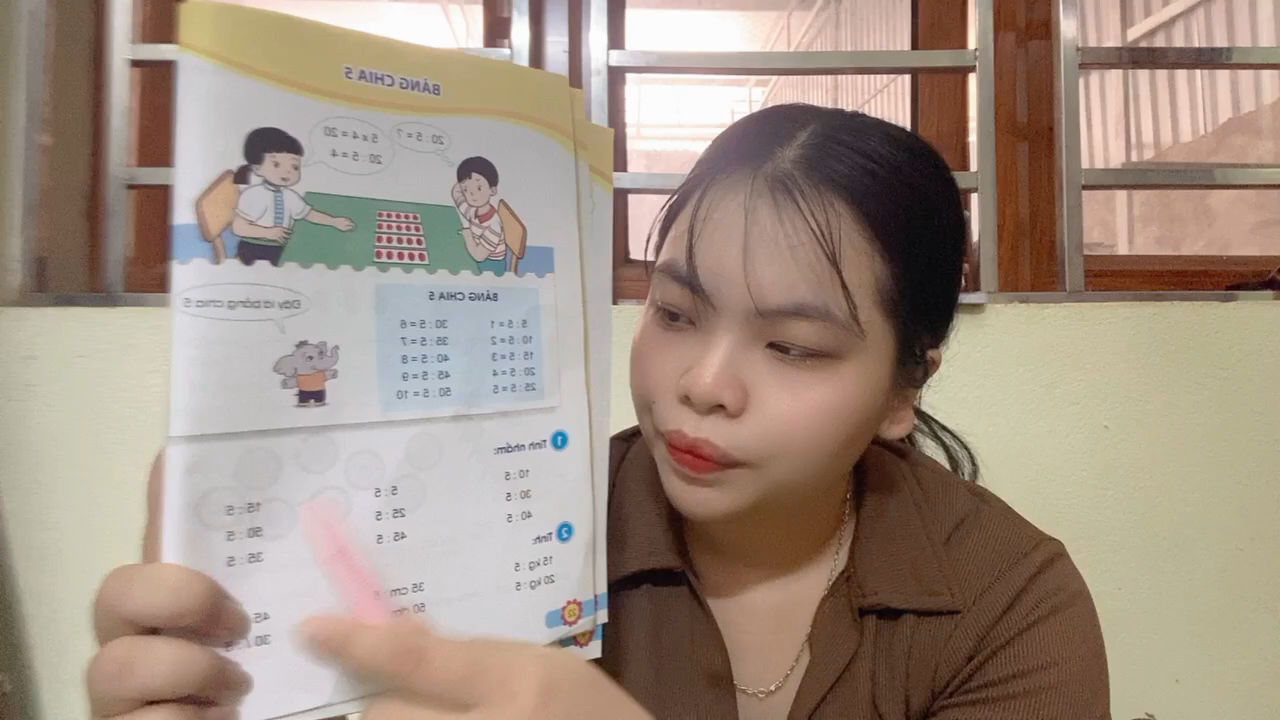 BẢNG CHIA 5
20 : 5 = ?
5 x 4 = 20
20 : 5 = 4
Đây là bảng chia 5
BẢNG CHIA 5
5 : 5 = 1 30 : 5 = 6
10 : 5 = 2 35 : 5 = 7
15 : 5 = 3 40 : 5 = 8
20 : 5 = 4 45 : 5 = 9
25 : 5 = 5 50 : 5 = 10
1 Tính nhẩm:
10 : 5 5 : 5 15 : 5
30 : 5 25 : 5 50 : 5
40 : 5 45 : 5 35 : 5
2 Tính:
15 kg : 5 35 cm : 45
20 kg : 5 50 cm 30 : 5